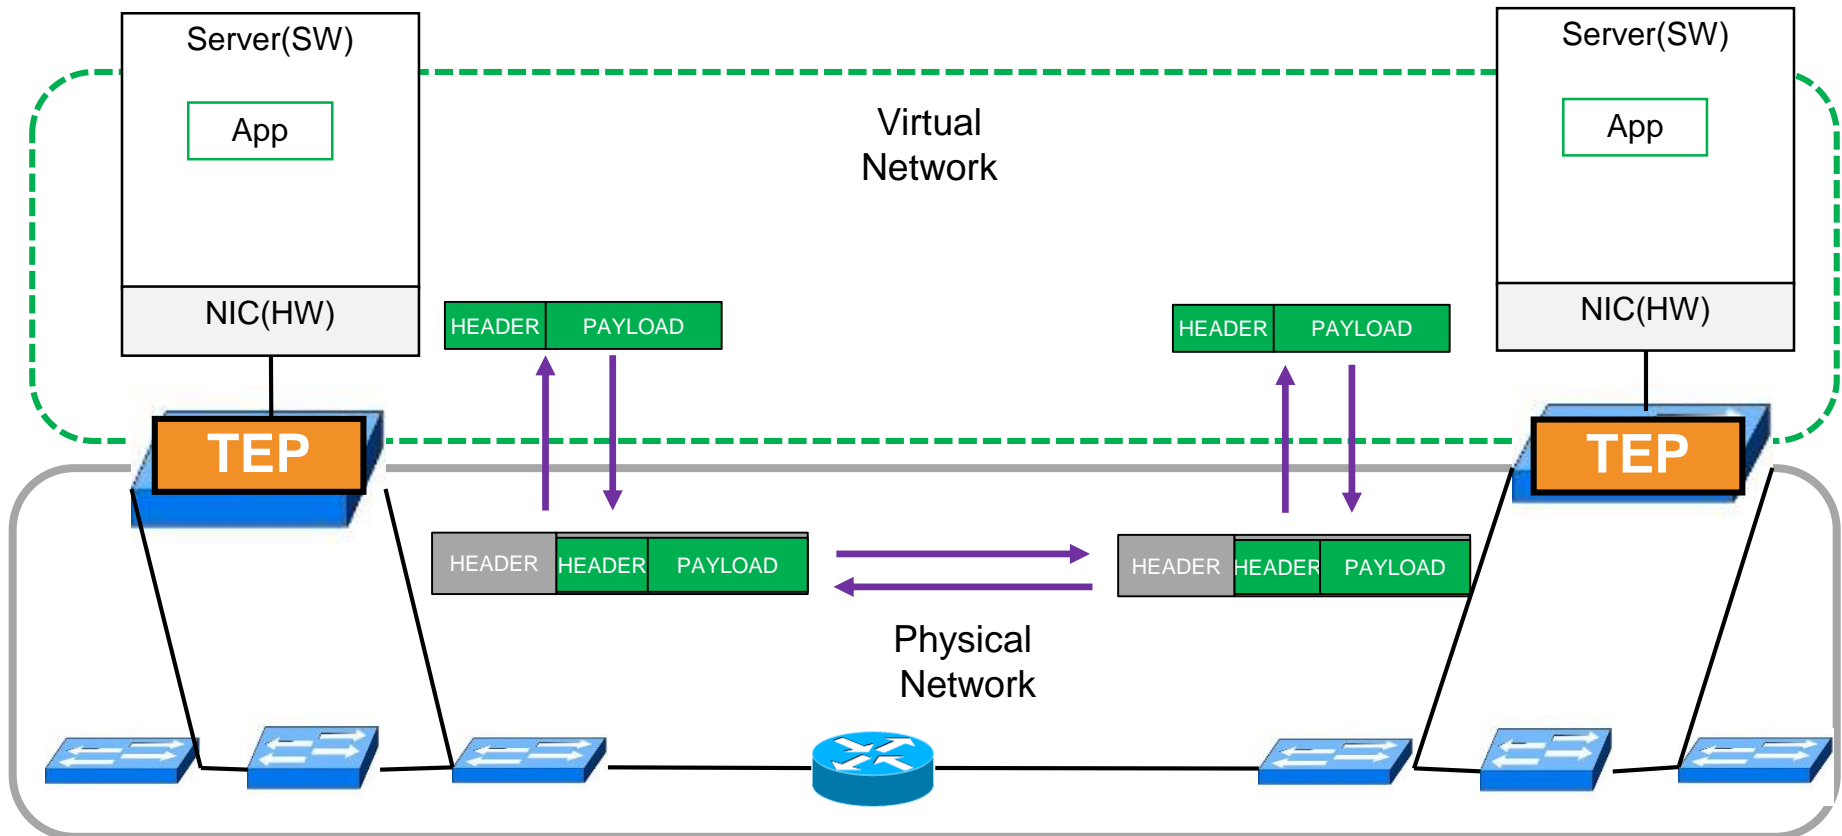 Server(SW)
App
NIC(HW)
Virtual
Network
Server(SW)
App
NIC(HW)
HEADER PAYLOAD
HEADER PAYLOAD
TEP
TEP
HEADER HEADER PAYLOAD
HEADER HEADER PAYLOAD
Physical
Network